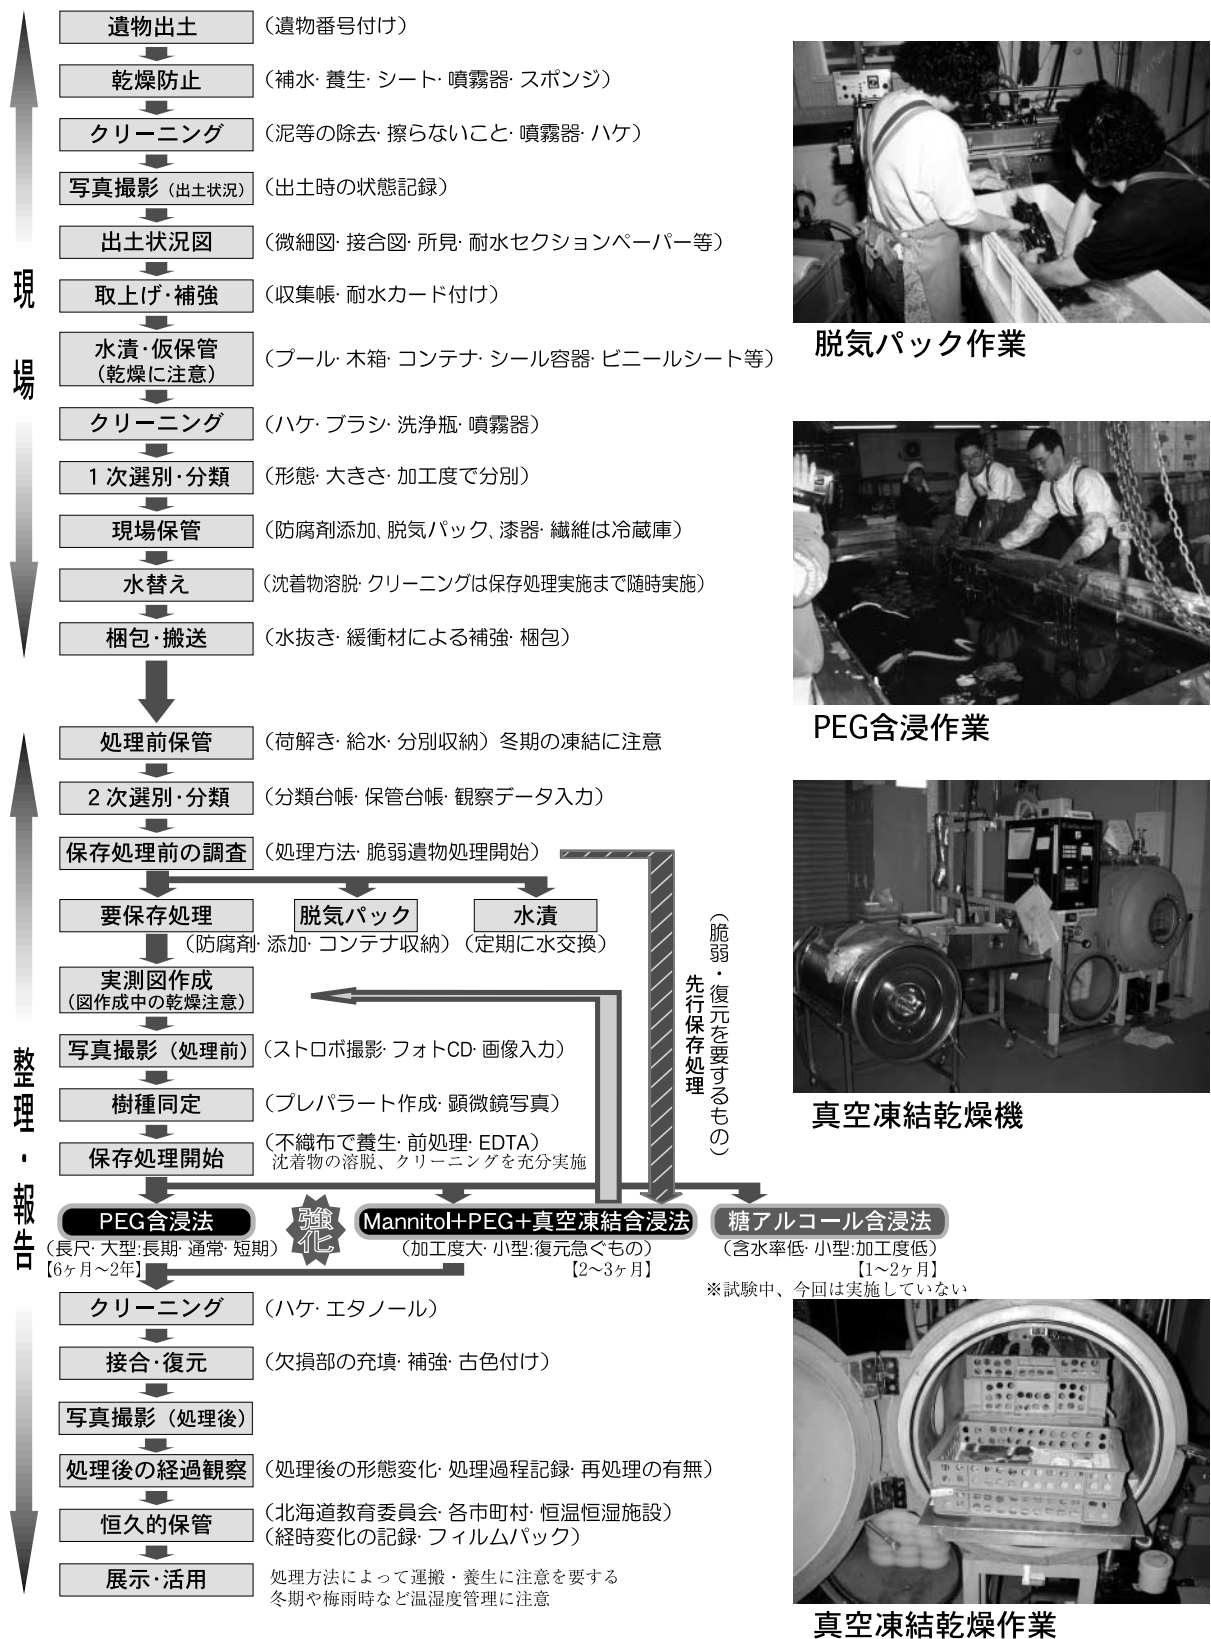 遺物出土 （遺物番号付け）
乾燥防止 （補水・養生・シート・噴霧器・スポンジ）
クリーニング （泥等の除去・擦らないこと・噴霧器・ハケ）
写真撮影（出土状況） （出土時の状態記録）
出土状況図 （微細図・接合図・所見・耐水セクションペーパー等）
取上げ・補強 （収集帳・耐水カード付け）
水漬・仮保管
（乾燥に注意）
（プール・木箱・コンテナ・シール容器・ビニールシート等）
クリーニング （ハケ・ブラシ・洗浄瓶・噴霧器）
1次選別・分類 （形態・大きさ・加工度で分別）
現場保管 （防腐剤添加、脱気パック、漆器・繊維は冷蔵庫）
水替え （沈着物溶脱・クリーニングは保存処理実施まで随時実施）
梱包・搬送 （水抜き・緩衝材による補強・梱包）
現場
処理前保管 （荷解き・給水・分別収納）冬期の凍結に注意
2次選別・分類 （分類台帳・保管台帳・観察データ入力）
保存処理前の調査 （処理方法・脆弱遺物処理開始）
要保存処理 脱気パック 水漬
（防腐剤・添加・コンテナ収納）（定期に水交換）
実測図作成
（図作成中の乾燥注意）
写真撮影（処理前） （ストロボ撮影・フォトCD・画像入力）
樹種同定 （プレパラート作成・顕微鏡写真）
保存処理開始 （不織布で養生・前処理・EDTA）
沈着物の溶脱、クリーニングを充分実施
先行保存処理
（脆弱・復元を要するもの）
PEG含浸法 強化 Mannitol+PEG+真空凍結含浸法 糖アルコール含浸法
（長尺・大型:長期・通常・短期） （加工度大・小型:復元急ぐもの） （含水率低・小型:加工度低）
【6ヶ月～2年】 【2～3ヶ月】 【1～2ヶ月】
※試験中、今回は実施していない
クリーニング （ハケ・エタノール）
接合・復元 （欠損部の充填・補強・古色付け）
写真撮影（処理後）
処理後の経過観察 （処理後の形態変化・処理過程記録・再処理の有無）
恒久的保管 （北海道教育委員会・各市町村・恒温恒湿施設）
（経時変化の記録・フィルムパック）
展示・活用 処理方法によって運搬・養生に注意を要する
冬期や梅雨時など温湿度管理に注意
整理・報告
脱気パック作業
PEG含浸作業
真空凍結乾燥機
真空凍結乾燥作業